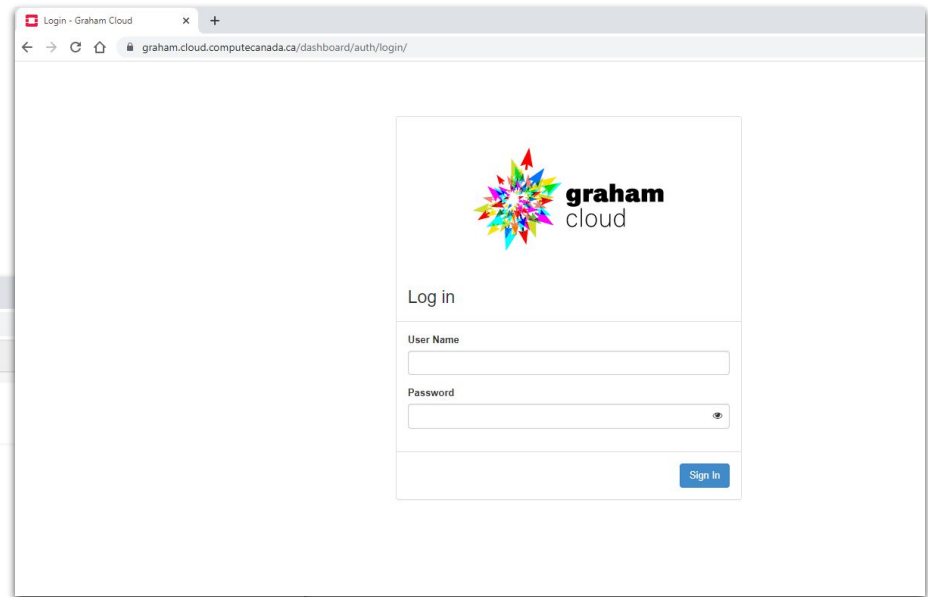 Login - Graham Cloud
graham.cloud.computecanada.ca/dashboard/auth/login/
graham
cloud
Log in
User Name
Password
Sign In